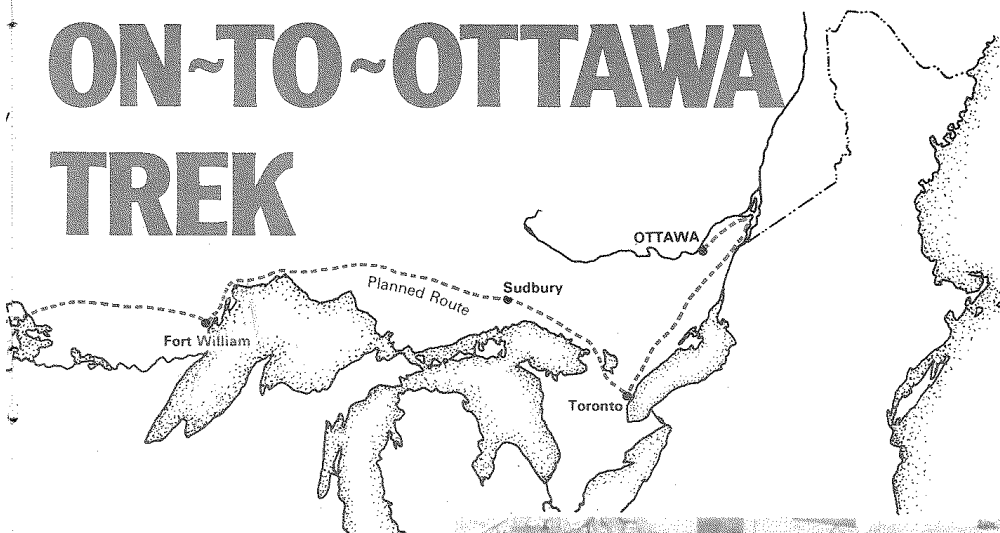 ON~TO~OTTAWA
TREK
OTTAWA
Sudbury
Planned Route
Fort William
Toronto